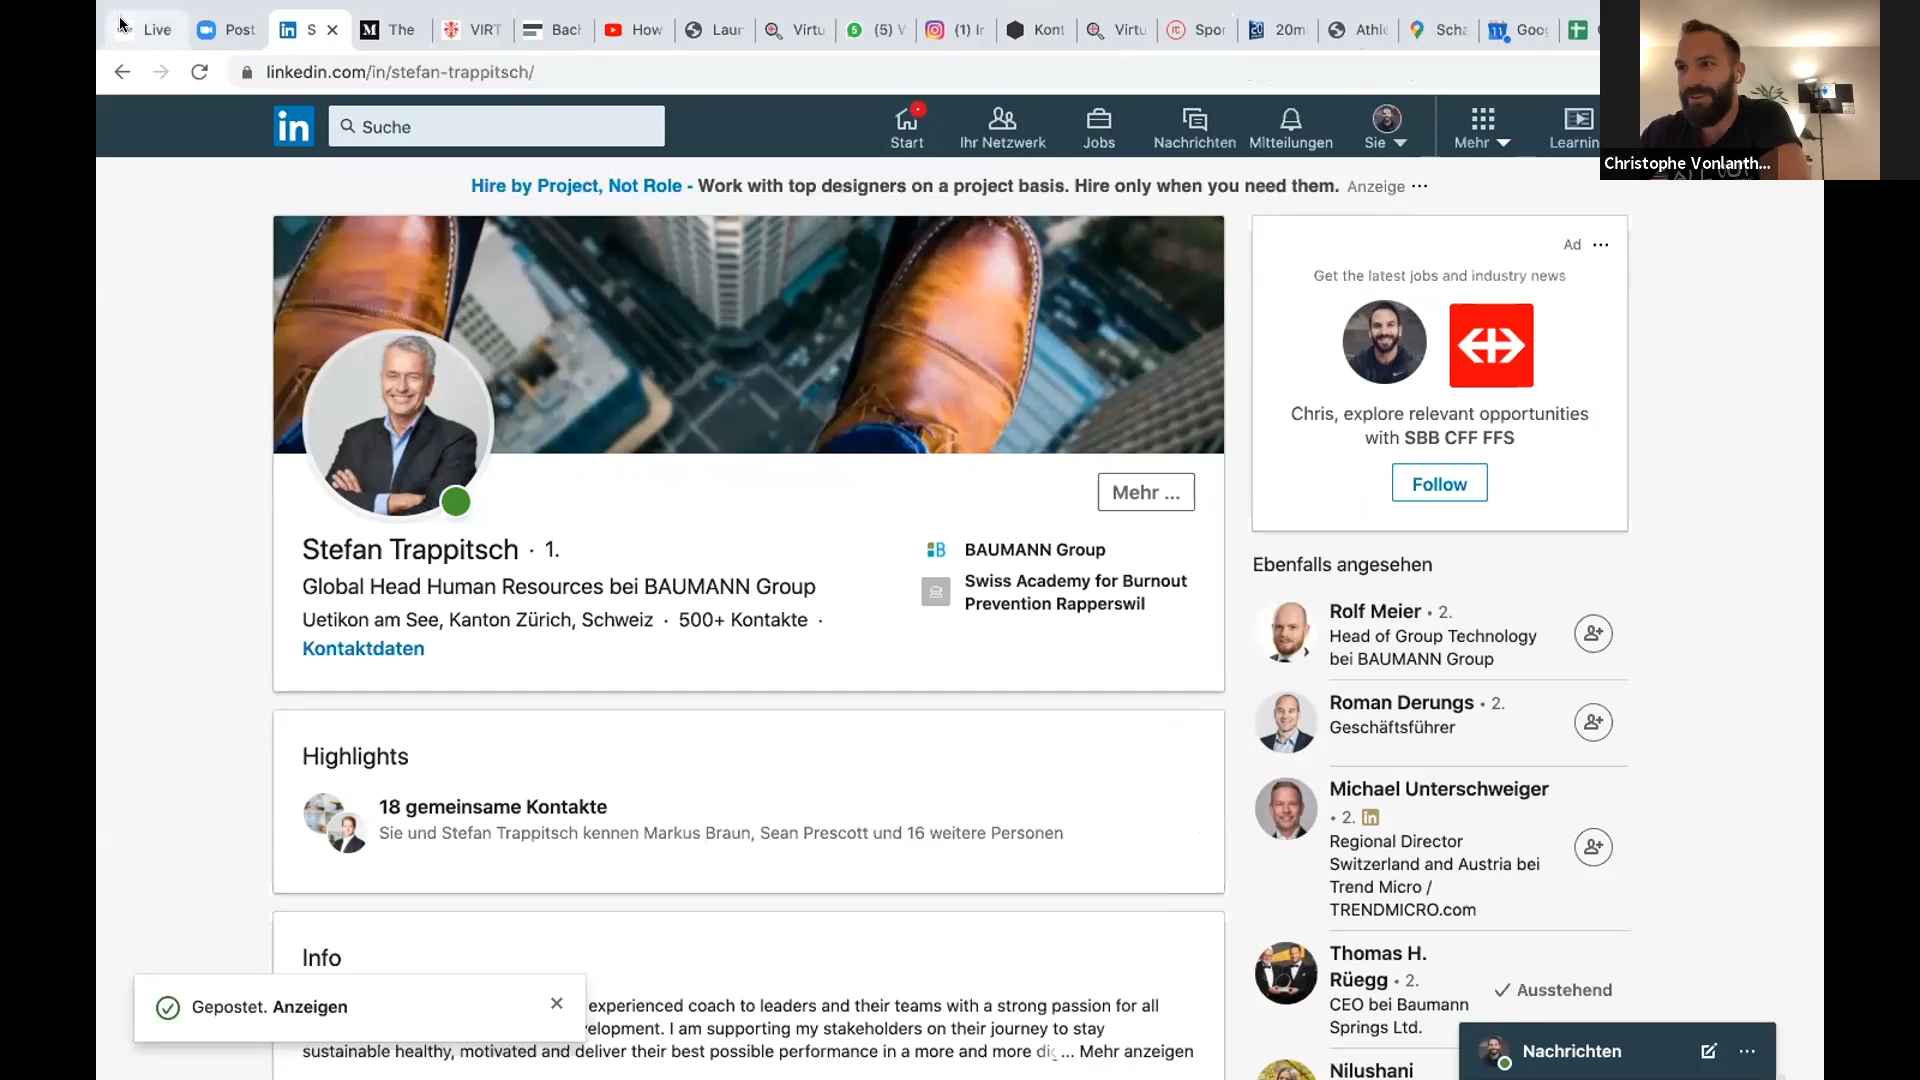 Live
Post
S
The
VIRT
Back
How
Laur
Virtu
(5) V
(1) Ir
Kont
Virtu
Spor
20m
Athle
Scha
Goog
linkedin.com/in/stefan-trappitsch/
in
Suche
Start
Ihr Netzwerk
Jobs
Nachrichten
Mitteilungen
Sie
Mehr
Learnin
Christophe Vonlanth...
Hire by Project, Not Role - Work with top designers on a project basis. Hire only when you need them. Anzeige ...
Mehr ...
Stefan Trappitsch · 1.
Global Head Human Resources bei BAUMANN Group
Uetikon am See, Kanton Zürich, Schweiz · 500+ Kontakte ·
Kontaktdaten
BAUMANN Group
Swiss Academy for Burnout
Prevention Rapperswil
Highlights
18 gemeinsame Kontakte
Sie und Stefan Trappitsch kennen Markus Braun, Sean Prescott und 16 weitere Personen
Info
experienced coach to leaders and their teams with a strong passion for all
velopment. I am supporting my stakeholders on their journey to stay
sustainable healthy, motivated and deliver their best possible performance in a more and more dig... Mehr anzeigen
Gepostet. Anzeigen
Ad ...
Get the latest jobs and industry news
Chris, explore relevant opportunities
with SBB CFF FFS
Follow
Ebenfalls angesehen
Rolf Meier • 2.
Head of Group Technology
bei BAUMANN Group
Roman Derungs • 2.
Geschäftsführer
Michael Unterschweiger
• 2. in
Regional Director
Switzerland and Austria bei
Trend Micro /
TRENDMICRO.com
Thomas H.
Rüegg • 2.
CEO bei Baumann
Springs Ltd.
Ausstehend
Nilushani
Nachrichten